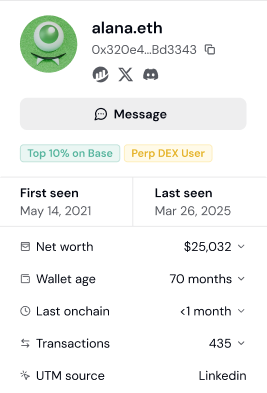 alana.eth
0x320e4...Bd3343
Message
Top 10% on Base Perp DEX User
First seen Last seen
May 14, 2021 Mar 26, 2025
Net worth $25,032
Wallet age 70 months
Last onchain <1 month
Transactions 435
UTM source Linkedin